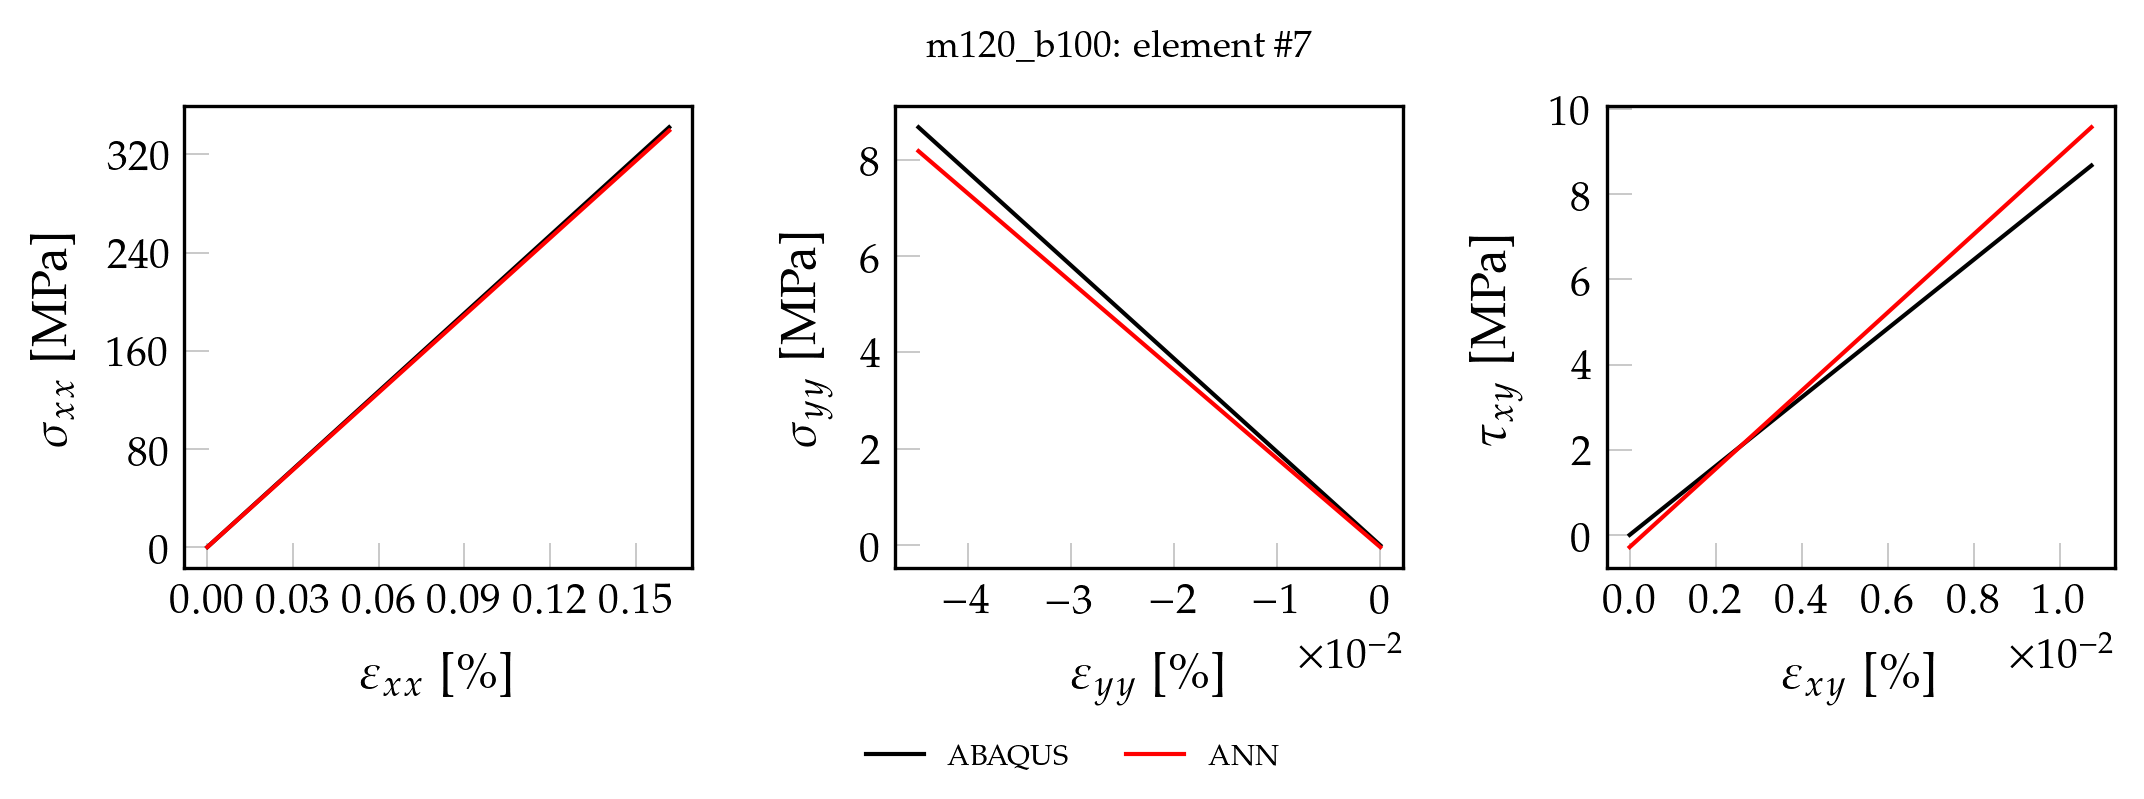 m120_b100: element #7
320
240
160
80
0
0.00 0.03 0.06 0.09 0.12 0.15
σxx [MPa]
εxx [%]
8
6
4
2
0
−4 −3 −2 −1 0
×10−2
σyy [MPa]
εyy [%]
10
8
6
4
2
0
0.0 0.2 0.4 0.6 0.8 1.0
×10−2
τxy [MPa]
εxy [%]
ABAQUS ANN